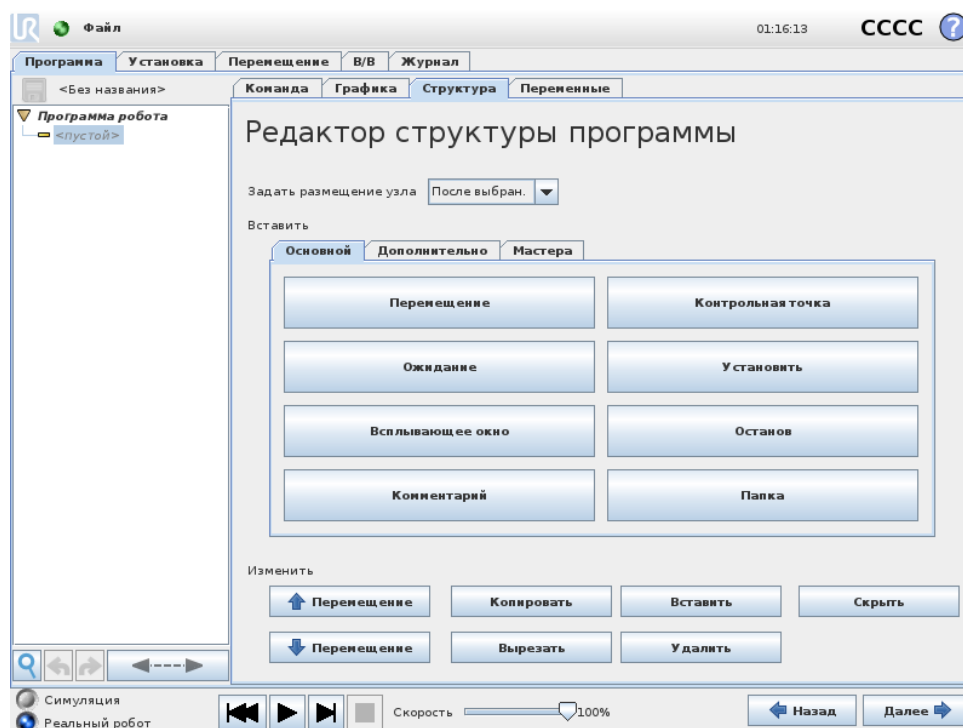 UR Файл 01:16:13 CCCC ?
Программа Установка Перемещение В/В Журнал
<Без названия> Команда Графика Структура Переменные
Программа робота
<пустой>
Редактор структуры программы
Задать размещение узла После выбран.
Вставить
Основной Дополнительно Мастера
Перемещение Контрольная точка
Ожидание Установить
Всплывающее окно Останов
Комментарий Папка
Изменить
Перемещение Копировать Вставить Скрыть
Перемещение Вырезать Удалить
Симуляция
Реальный робот
Скорость 100% Назад Далее